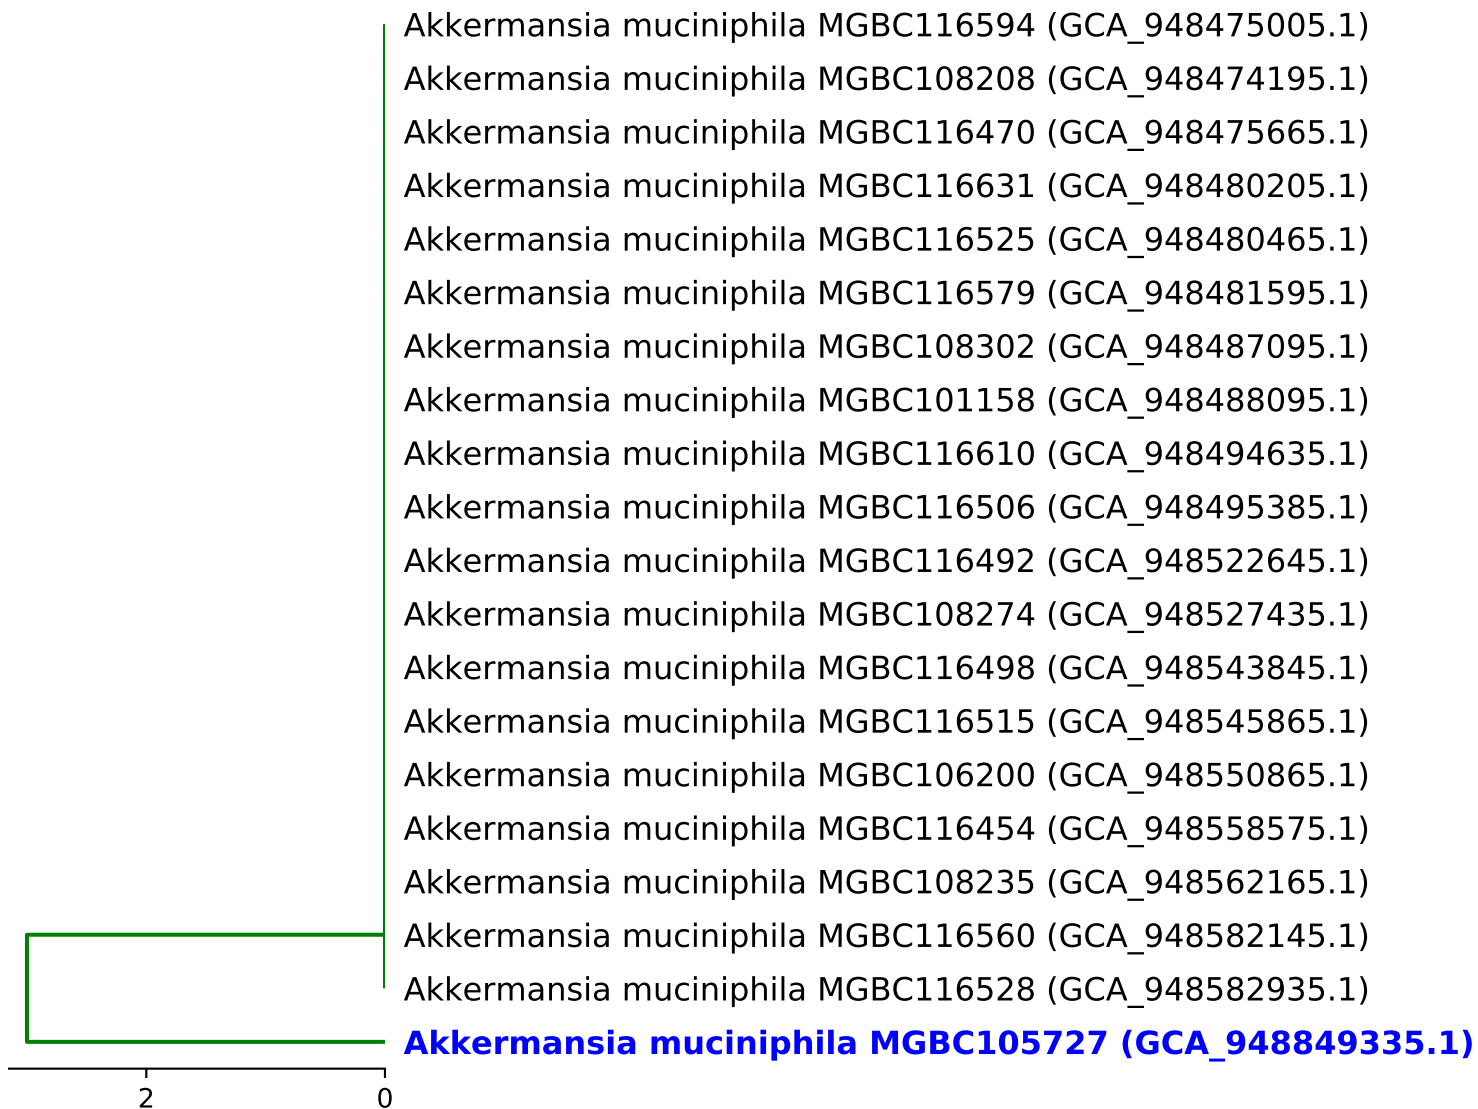 Akkermansia muciniphila MGBC116594 (GCA_948475005.1)
Akkermansia muciniphila MGBC108208 (GCA_948474195.1)
Akkermansia muciniphila MGBC116470 (GCA_948475665.1)
Akkermansia muciniphila MGBC116631 (GCA_948480205.1)
Akkermansia muciniphila MGBC116525 (GCA_948480465.1)
Akkermansia muciniphila MGBC116579 (GCA_948481595.1)
Akkermansia muciniphila MGBC108302 (GCA_948487095.1)
Akkermansia muciniphila MGBC101158 (GCA_948488095.1)
Akkermansia muciniphila MGBC116610 (GCA_948494635.1)
Akkermansia muciniphila MGBC116506 (GCA_948495385.1)
Akkermansia muciniphila MGBC116492 (GCA_948522645.1)
Akkermansia muciniphila MGBC108274 (GCA_948527435.1)
Akkermansia muciniphila MGBC116498 (GCA_948543845.1)
Akkermansia muciniphila MGBC116515 (GCA_948545865.1)
Akkermansia muciniphila MGBC106200 (GCA_948550865.1)
Akkermansia muciniphila MGBC116454 (GCA_948558575.1)
Akkermansia muciniphila MGBC108235 (GCA_948562165.1)
Akkermansia muciniphila MGBC116560 (GCA_948582145.1)
Akkermansia muciniphila MGBC116528 (GCA_948582935.1)
Akkermansia muciniphila MGBC105727 (GCA_948849335.1)
2 0